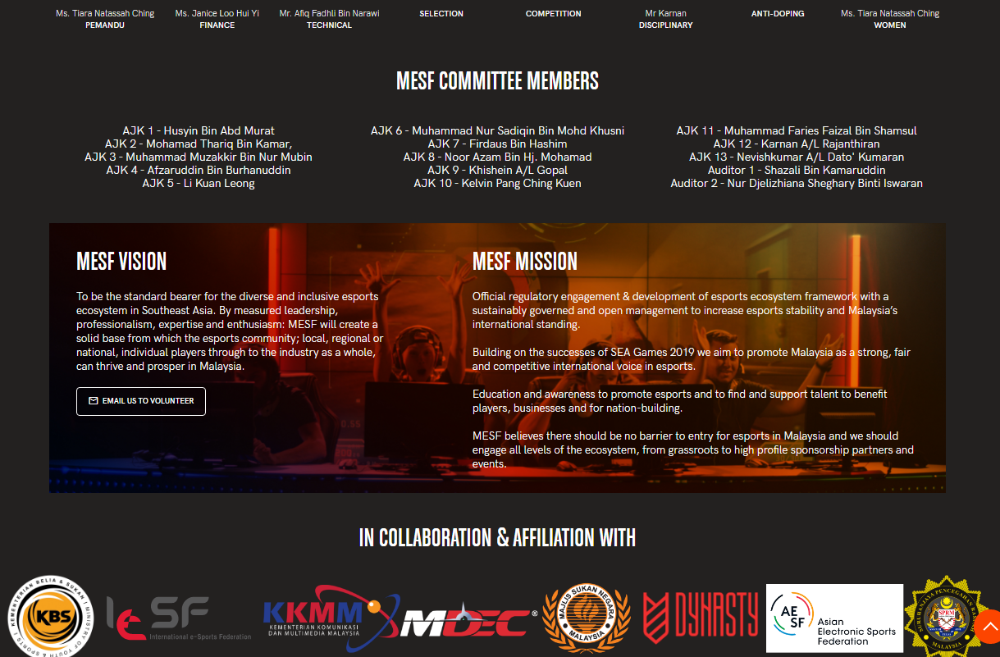 Ms. Tiara Natassah Ching
PEMANDU
Ms. Janice Loo Hui Yi
FINANCE
Mr. Afiq Fadhli Bin Narawi
TECHNICAL
SELECTION
COMPETITION
Mr Karnan
DISCIPLINARY
ANTI-DOPING
Ms. Tiara Natassah Ching
WOMEN
MESF COMMITTEE MEMBERS
AJK 1 - Husyin Bin Abd Murat
AJK 2 - Mohamad Thariq Bin Kamar,
AJK 3 - Muhammad Muzakkir Bin Nur Mubin
AJK 4 - Afzaruddin Bin Burhanuddin
AJK 5 - Li Kuan Leong
AJK 6 - Muhammad Nur Sadiqin Bin Mohd Khusni
AJK 7 - Firdaus Bin Hashim
AJK 8 - Noor Azam Bin Hj. Mohamad
AJK 9 - Khishein A/L Gopal
AJK 10 - Kelvin Pang Ching Kuen
AJK 11 - Muhammad Faries Faizal Bin Shamsul
AJK 12 - Karnan A/L Rajanthiran
AJK 13 - Nevishkumar A/L Dato' Kumaran
Auditor 1 - Shazali Bin Kamaruddin
Auditor 2 - Nur Djelizhiana Sheghary Binti Iswaran
MESF VISION
To be the standard bearer for the diverse and inclusive esports
ecosystem in Southeast Asia. By measured leadership,
professionalism, expertise and enthusiasm: MESF will create a
solid base from which the esports community; local, regional or
national, individual players through to the industry as a whole,
can thrive and prosper in Malaysia.
EMAIL US TO VOLUNTEER
MESF MISSION
Official regulatory engagement & development of esports ecosystem framework with a
sustainably governed and open management to increase esports stability and Malaysia's
international standing.
Building on the successes of SEA Games 2019 we aim to promote Malaysia as a strong, fair
and competitive international voice in esports.
Education and awareness to promote esports and to find and support talent to benefit
players, businesses and for nation-building.
MESF believes there should be no barrier to entry for esports in Malaysia and we should
engage all levels of the ecosystem, from grassroots to high profile sponsorship partners and
events.
0:55
IN COLLABORATION & AFFILIATION WITH
KEMENTERIAN BELIA & SUKAN
KBS
IeSF
International e-Sports Federation
KKMM
KEMENTERIAN KOMUNIKASI
DAN MULTIMEDIA MALAYSIA
MDEC®
MAJLIS SUKAN NEGARA
MALAYSIA
DYNASTY
AE
SF
Asian
Electronic Sports
Federation
SPRM